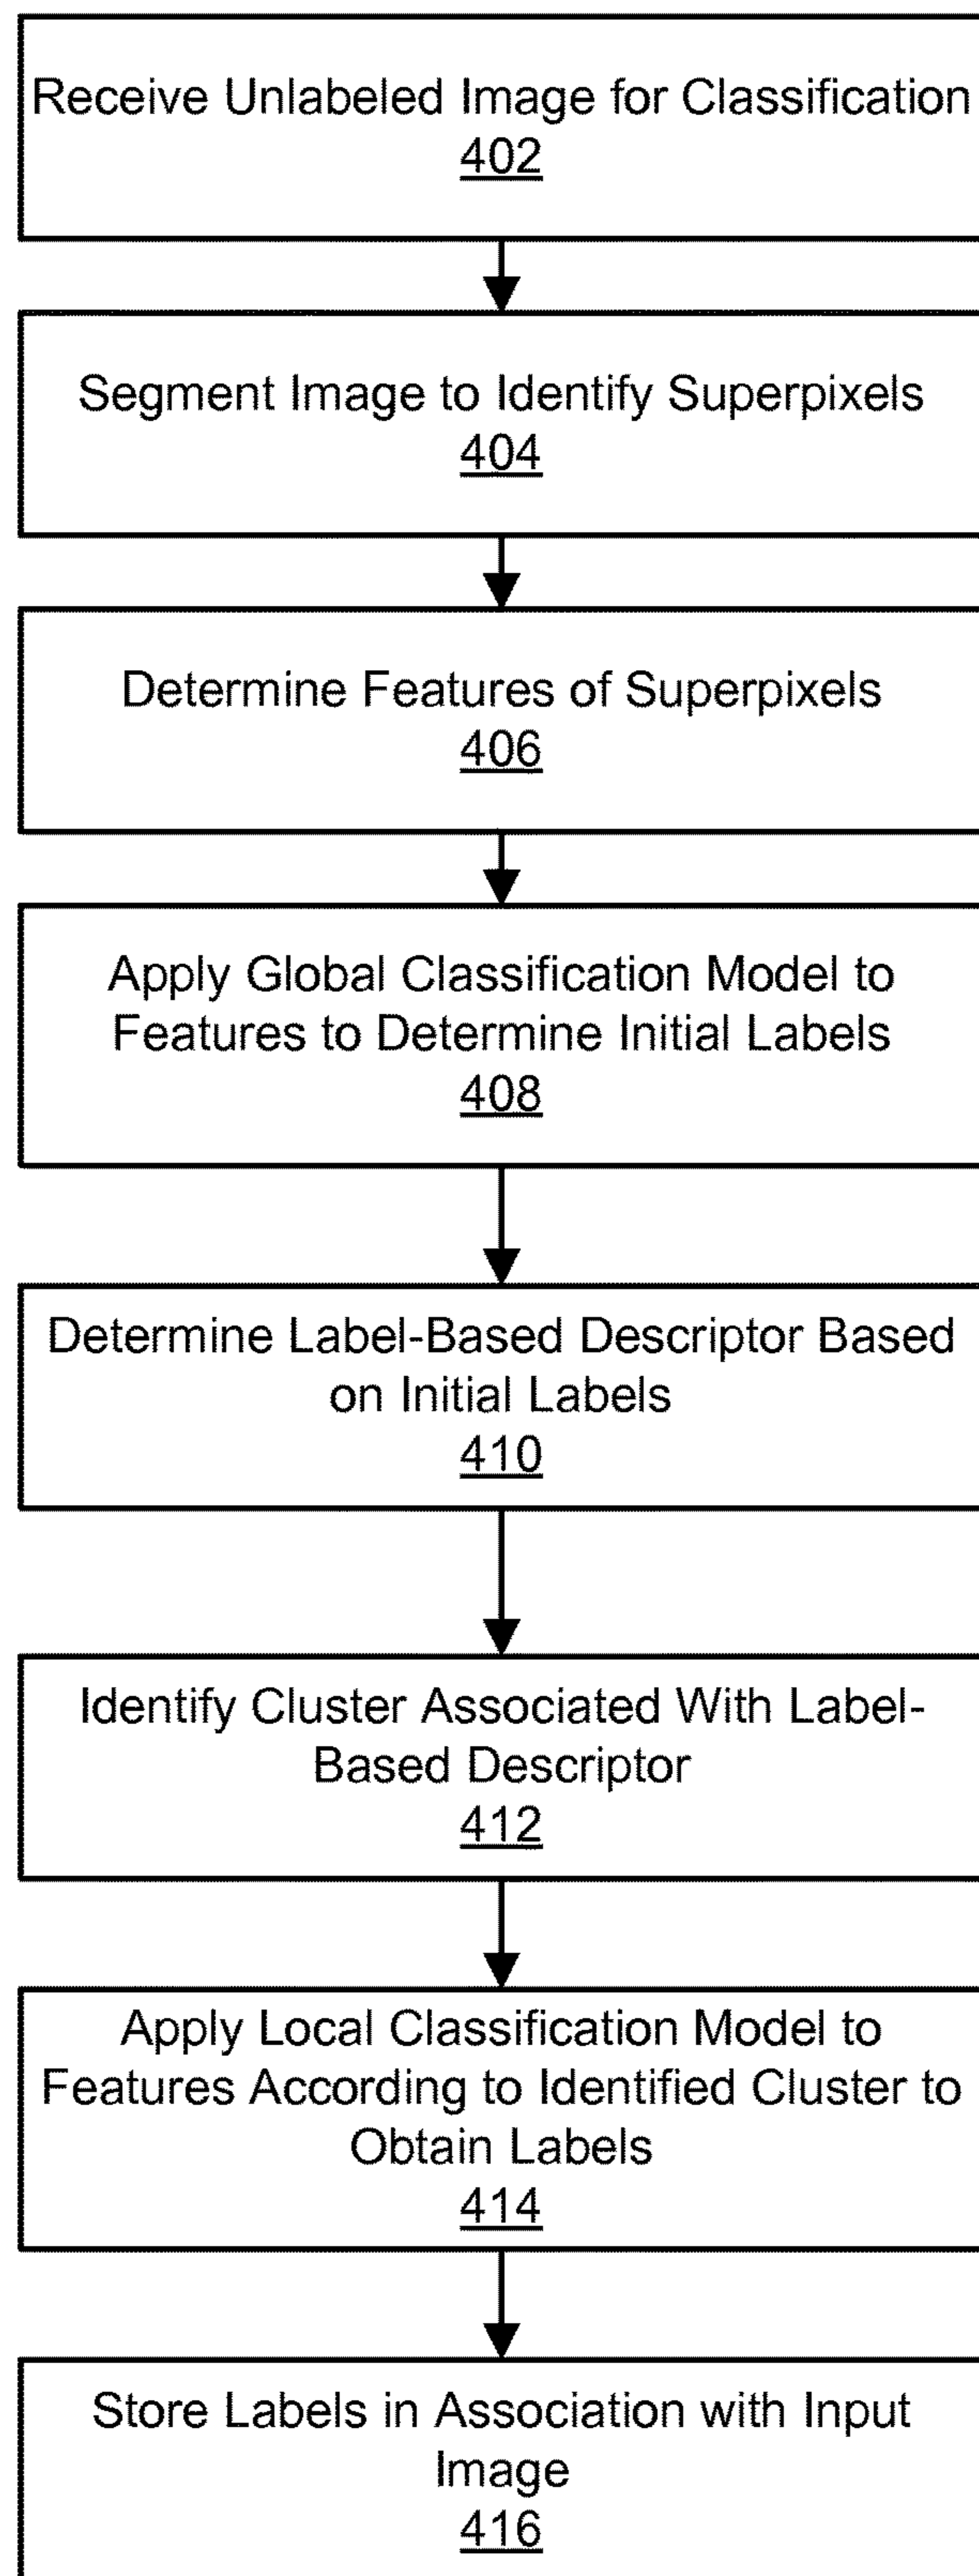 Receive Unlabeled Image for Classification
402
Segment Image to Identify Superpixels
404
Determine Features of Superpixels
406
Apply Global Classification Model to
Features to Determine Initial Labels
408
Determine Label-Based Descriptor Based
on Initial Labels
410
Identify Cluster Associated With Label-
Based Descriptor
412
Apply Local Classification Model to
Features According to Identified Cluster to
Obtain Labels
414
Store Labels in Association with Input
Image
416